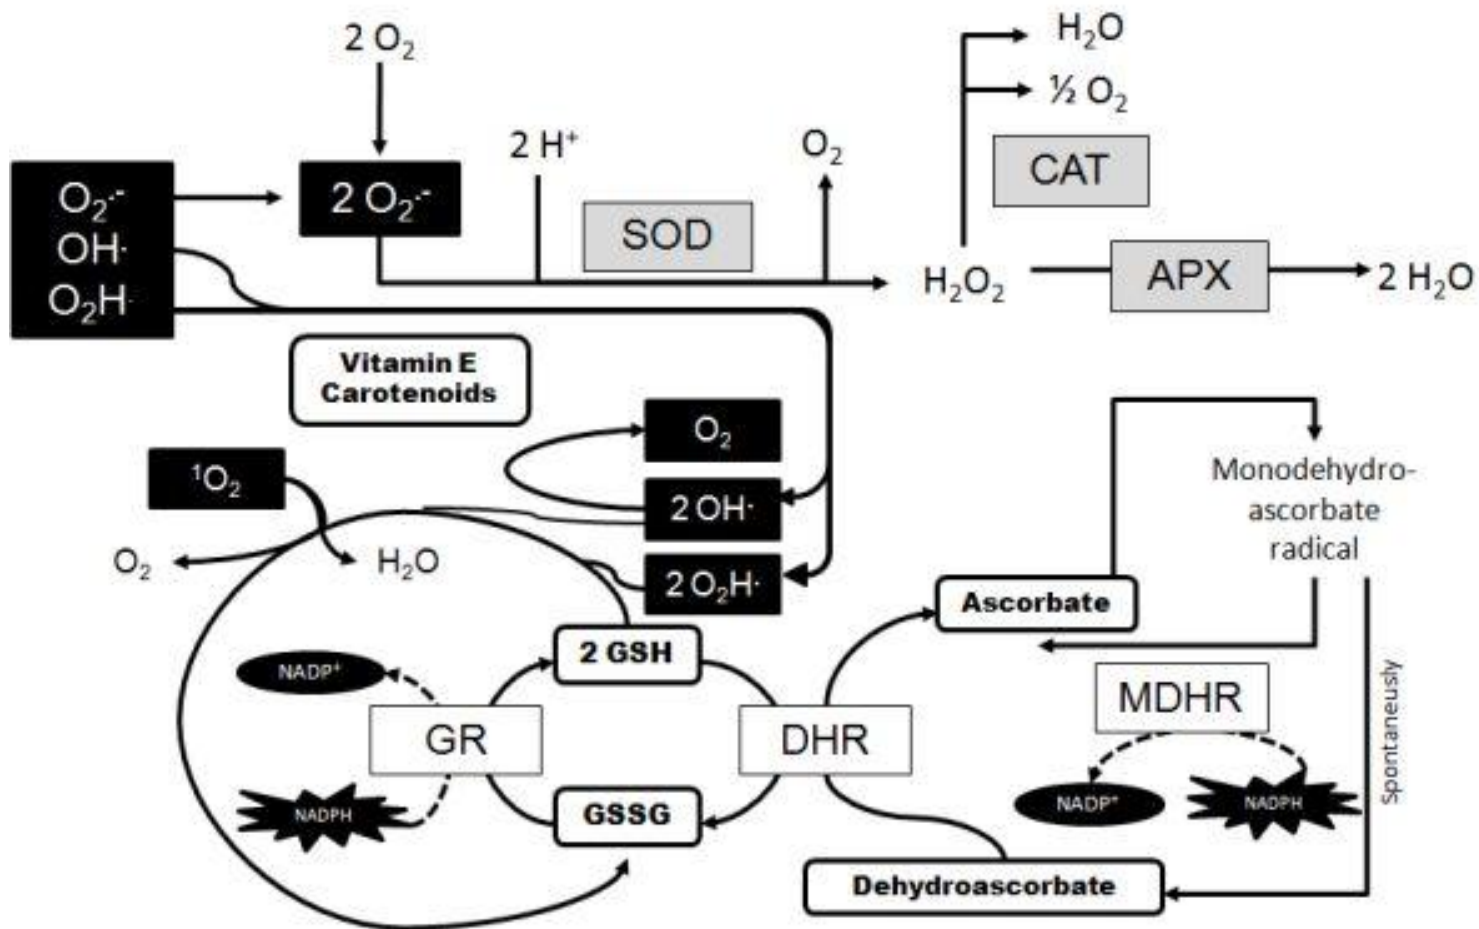 2 O₂
H₂O
½ O₂
2 H⁺
O₂
CAT
O₂·⁻
OH·
O₂H·
2 O₂·⁻
SOD
H₂O₂
APX
2 H₂O
Vitamin E
Carotenoids
O₂
¹O₂
2 OH·
Monodehydro-
ascorbate
radical
O₂
H₂O
2 O₂H·
Ascorbate
2 GSH
NADP⁺
MDHR
GR
DHR
Spontaneusly
NADPH
GSSG
NADP⁺
NADPH
Dehydroascorbate